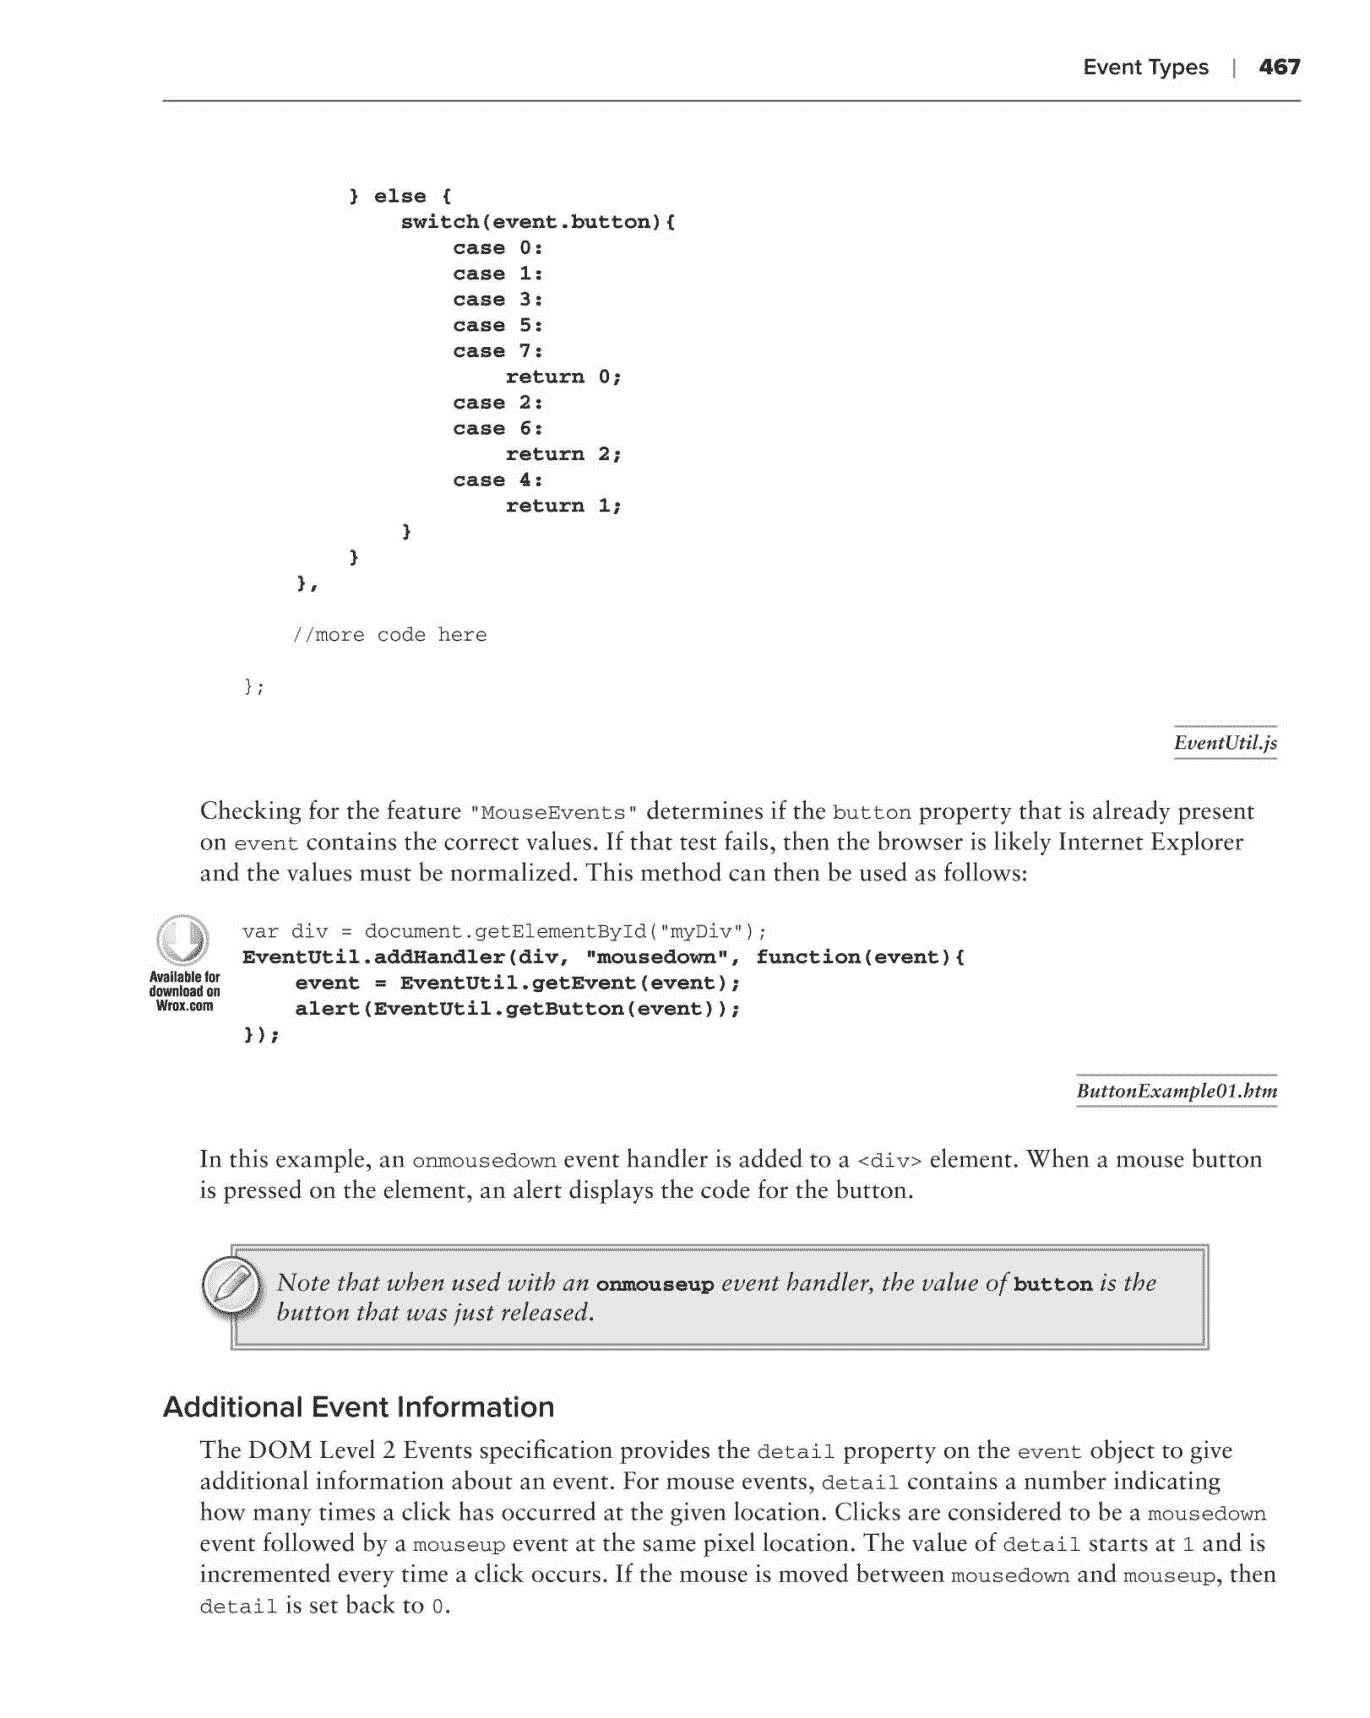 Event Types | 467
} else {
switch(event.button){
case 0:
case 1:
case 3:
case 5:
case 7:
return 0;
case 2:
case 6:
return 2;
case 4:
return 1;
}
}
},
//more code here
};
EventUtil.js
Checking for the feature "MouseEvents" determines if the button property that is already present
on event contains the correct values. If that test fails, then the browser is likely Internet Explorer
and the values must be normalized. This method can then be used as follows:
Available for
download on
Wrox.com
var div = document.getElementById("myDiv");
EventUtil.addHandler(div, "mousedown", function(event){
event = EventUtil.getEvent(event);
alert(EventUtil.getButton(event));
});
ButtonExample01.htm
In this example, an onmousedown event handler is added to a <div> element. When a mouse button
is pressed on the element, an alert displays the code for the button.
Note that when used with an onmouseup event handler, the value of button is the
button that was just released.
Additional Event Information
The DOM Level 2 Events specification provides the detail property on the event object to give
additional information about an event. For mouse events, detail contains a number indicating
how many times a click has occurred at the given location. Clicks are considered to be a mousedown
event followed by a mouseup event at the same pixel location. The value of detail starts at 1 and is
incremented every time a click occurs. If the mouse is moved between mousedown and mouseup, then
detail is set back to 0.